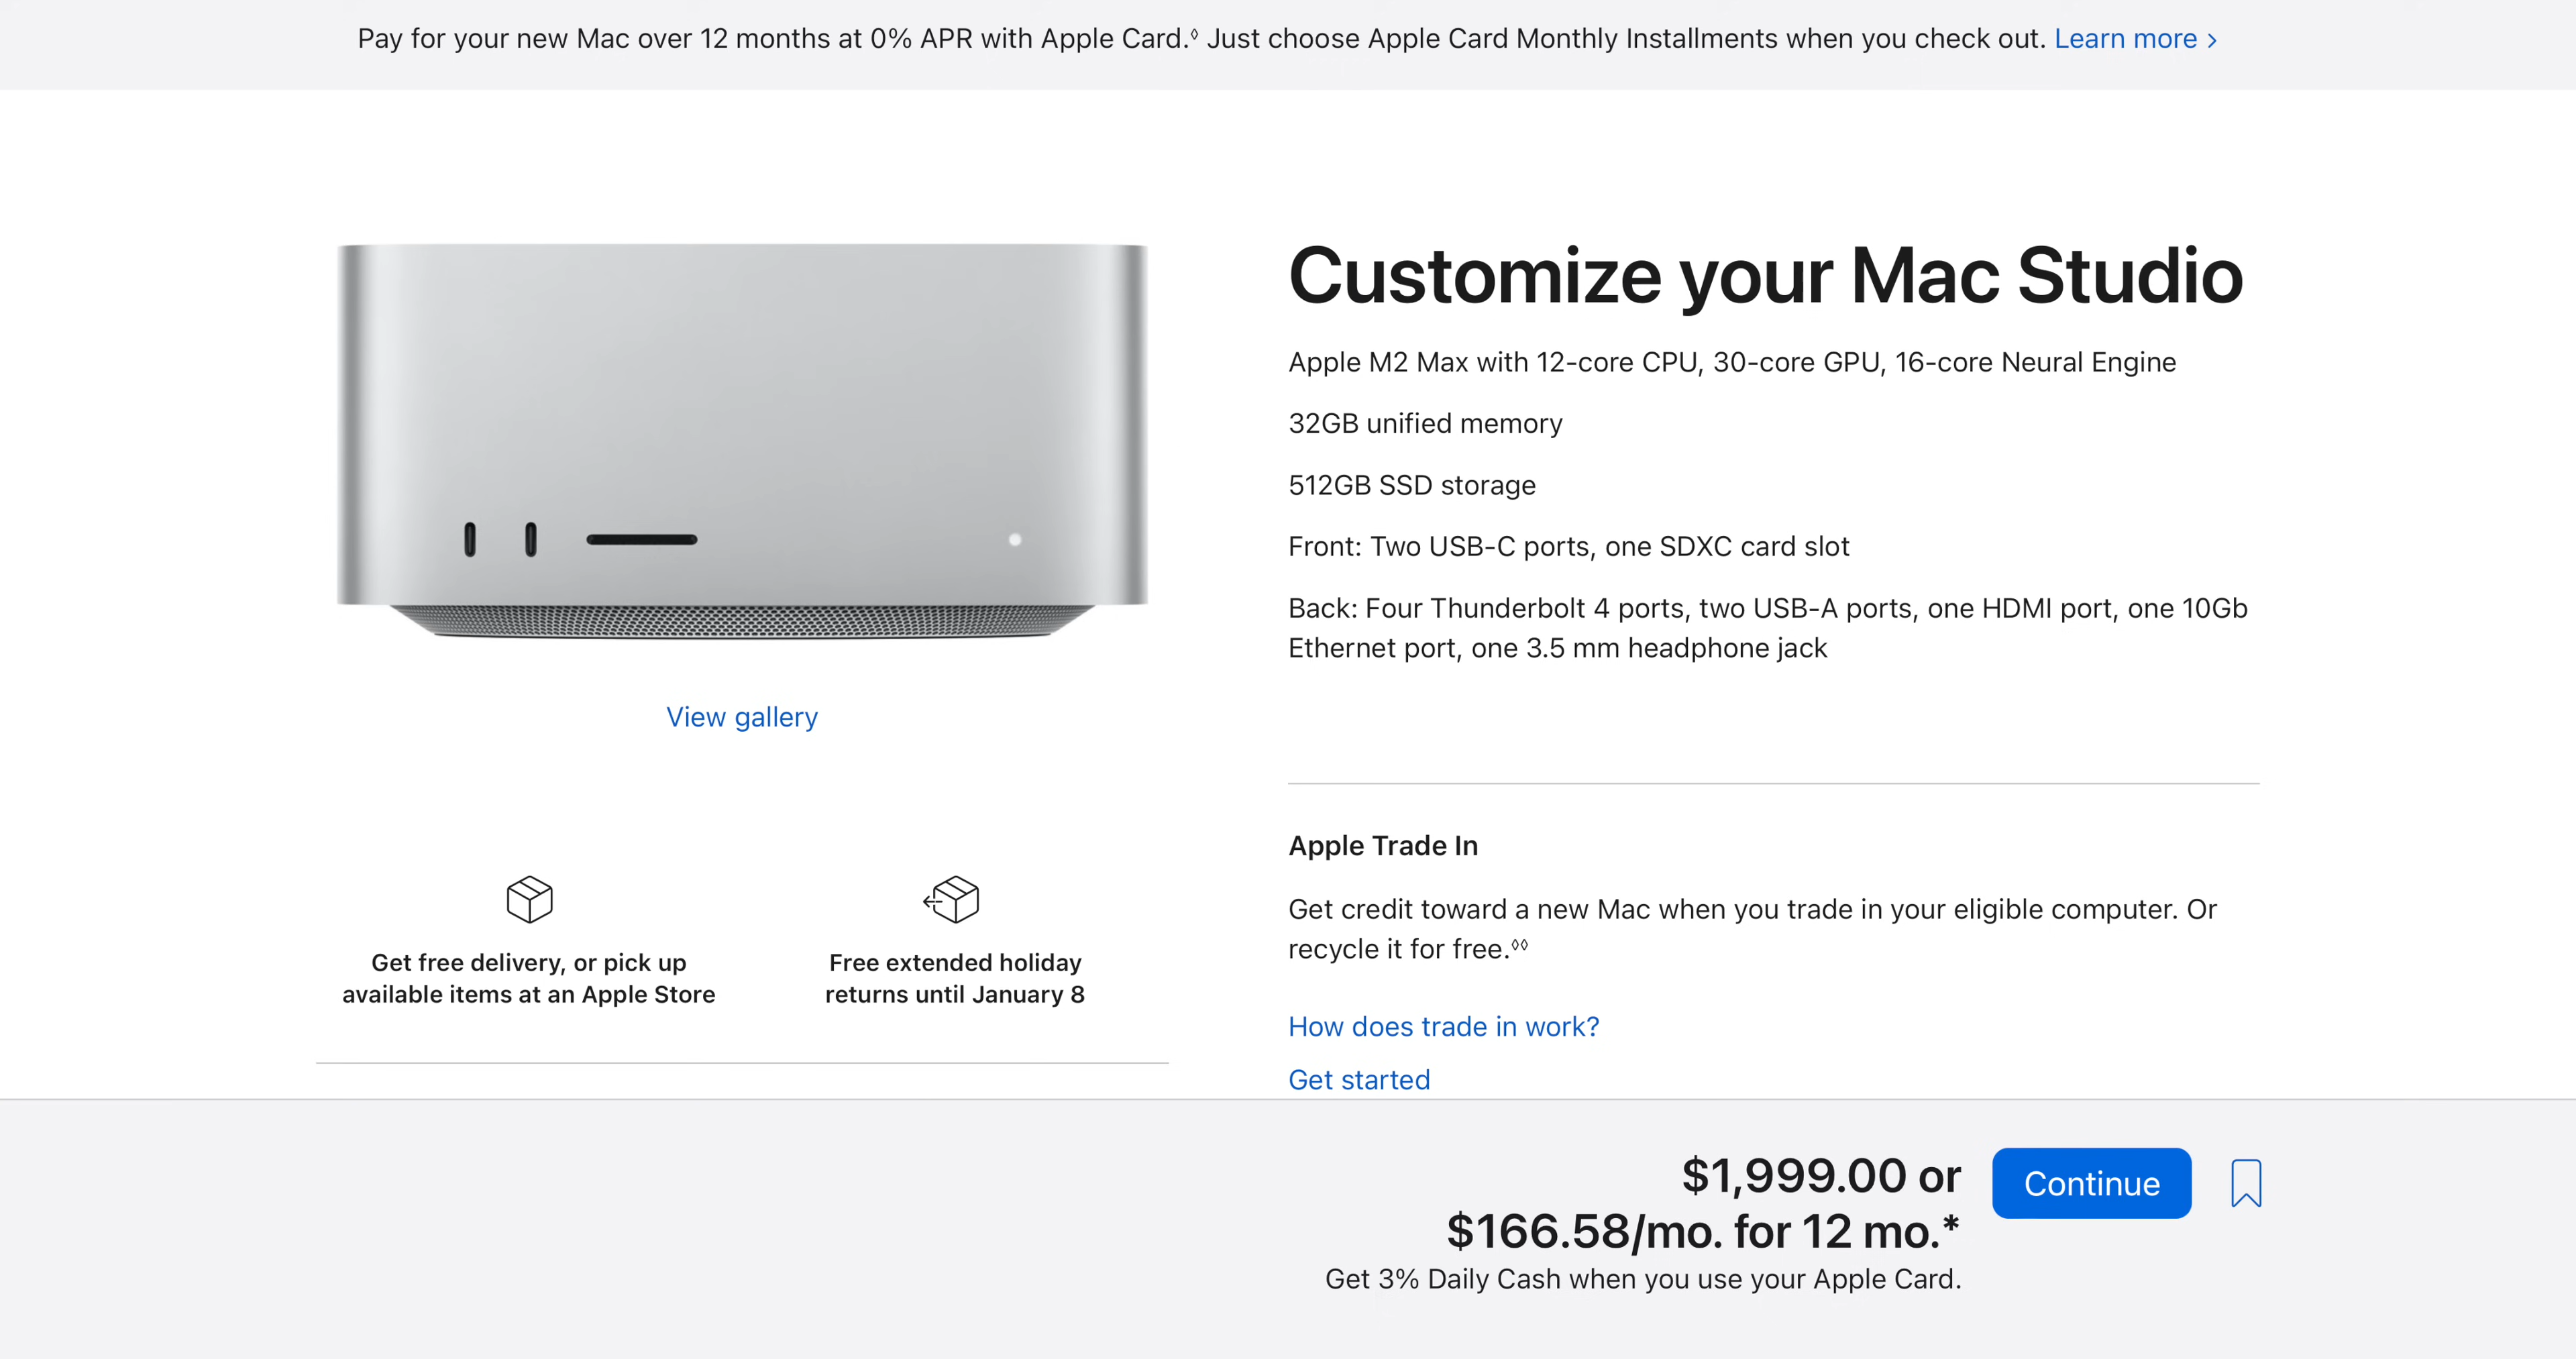 Pay for your new Mac over 12 months at 0% APR with Apple Card.◊ Just choose Apple Card Monthly Installments when you check out. Learn more >
Customize your Mac Studio
Apple M2 Max with 12-core CPU, 30-core GPU, 16-core Neural Engine
32GB unified memory
512GB SSD storage
Front: Two USB-C ports, one SDXC card slot
Back: Four Thunderbolt 4 ports, two USB-A ports, one HDMI port, one 10Gb
Ethernet port, one 3.5 mm headphone jack
View gallery
Get free delivery, or pick up
available items at an Apple Store
Free extended holiday
returns until January 8
Apple Trade In
Get credit toward a new Mac when you trade in your eligible computer. Or
recycle it for free.◊◊
How does trade in work?
Get started
$1,999.00 or
$166.58/mo. for 12 mo.*
Get 3% Daily Cash when you use your Apple Card.
Continue